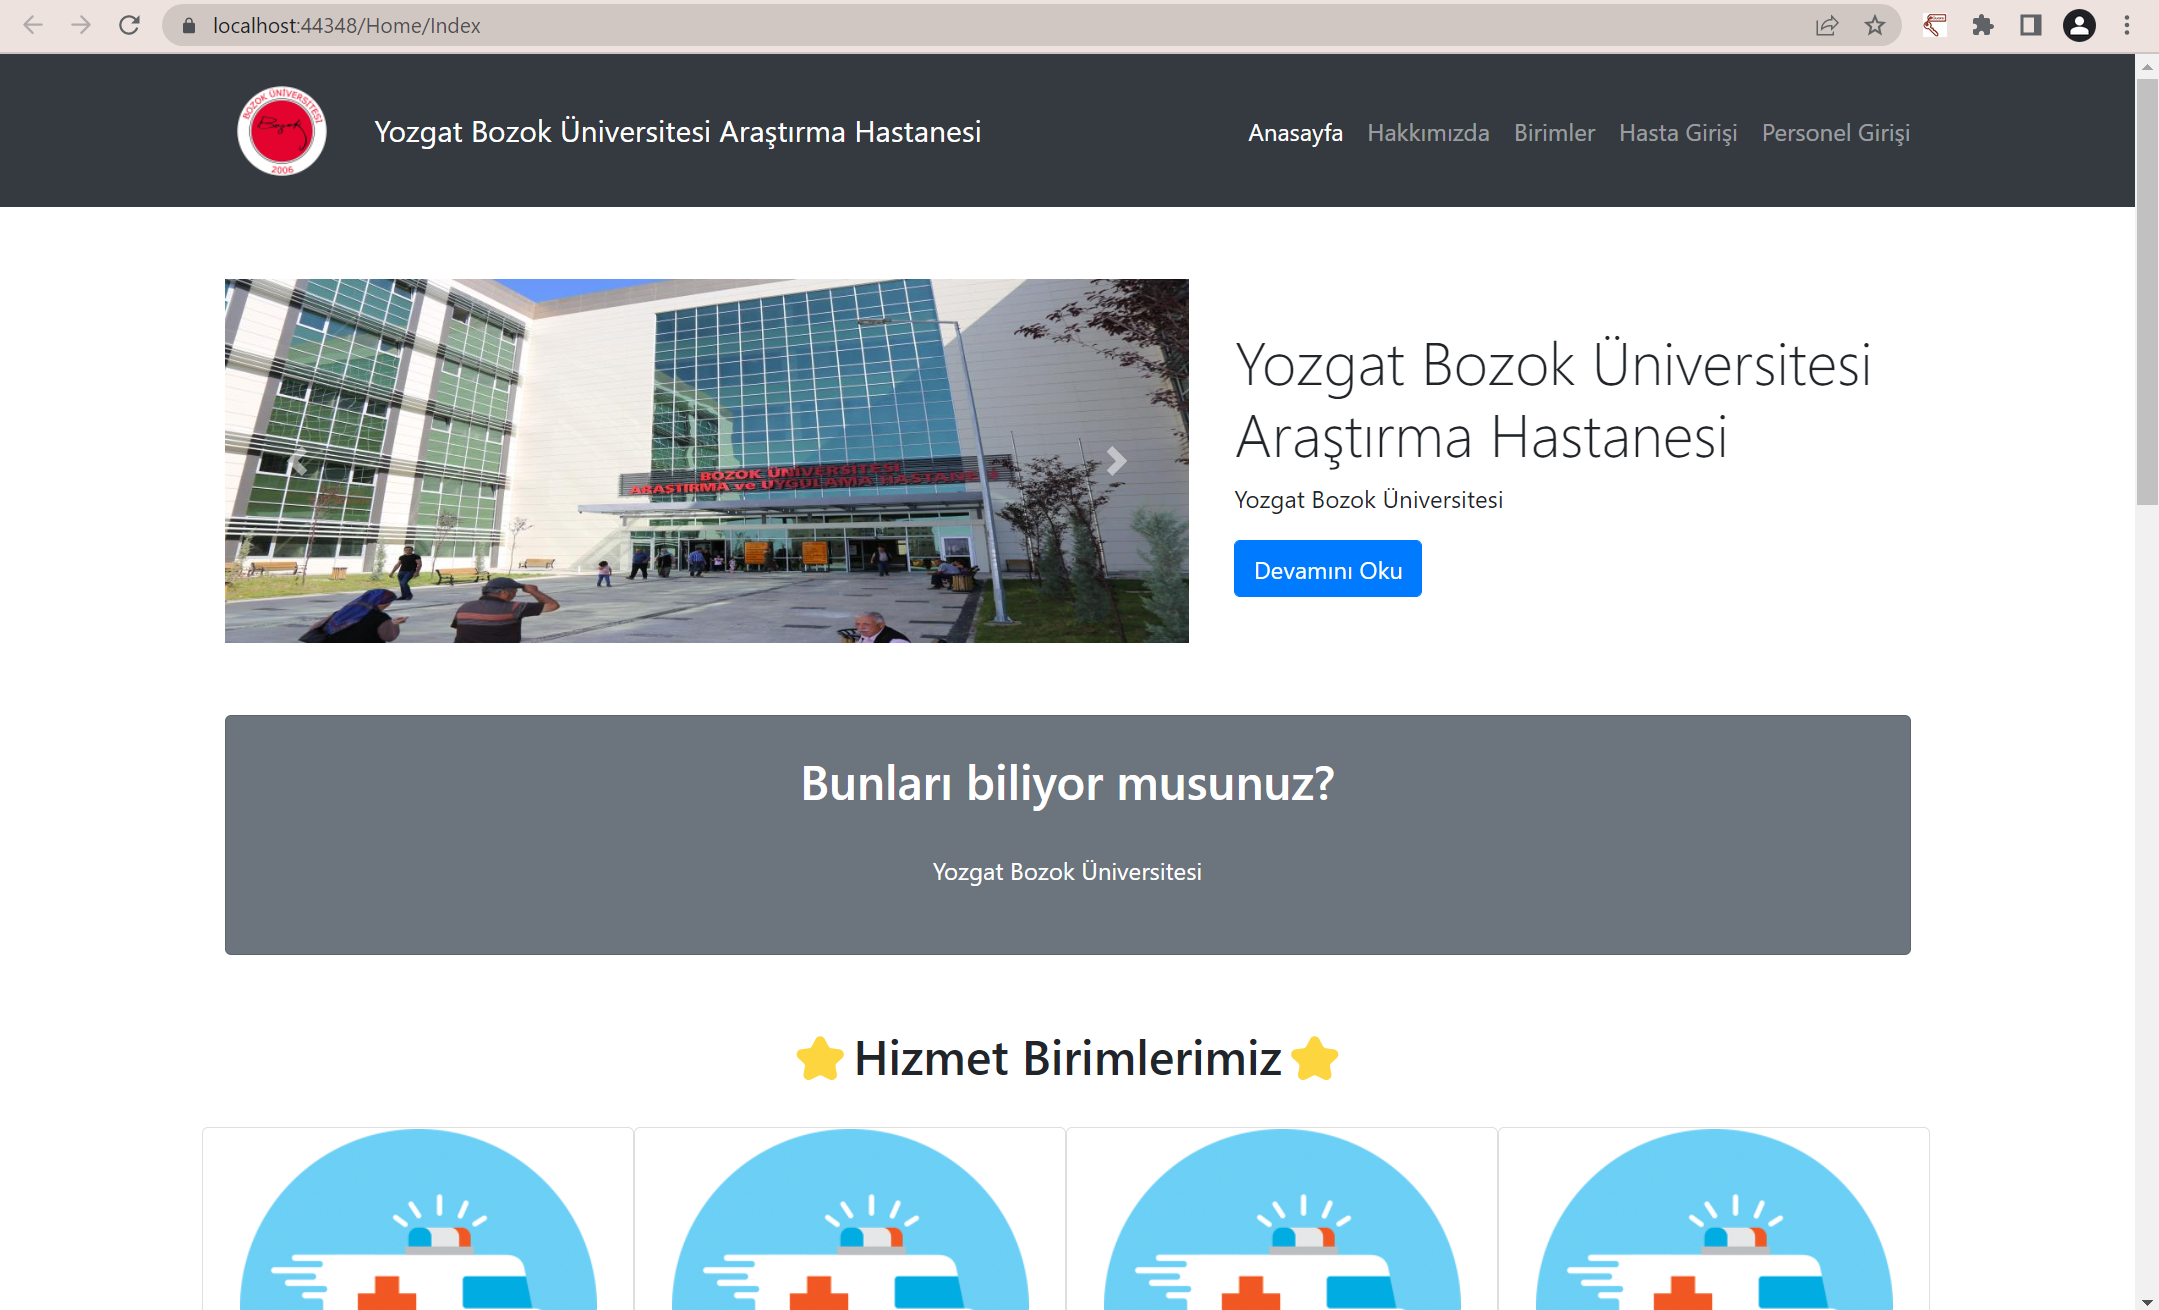 localhost:44348/Home/Index
BOZOK ÜNİVERSİTESİ
Bozok
2006
Yozgat Bozok Üniversitesi Araştırma Hastanesi
Anasayfa Hakkımızda Birimler Hasta Girişi Personel Girişi
BOZOK ÜNİVERSİTESİ
ARAŞTIRMA ve UYGULAMA HASTANESİ
Yozgat Bozok Üniversitesi
Araştırma Hastanesi
Yozgat Bozok Üniversitesi
Devamını Oku
Bunları biliyor musunuz?
Yozgat Bozok Üniversitesi
Hizmet Birimlerimiz